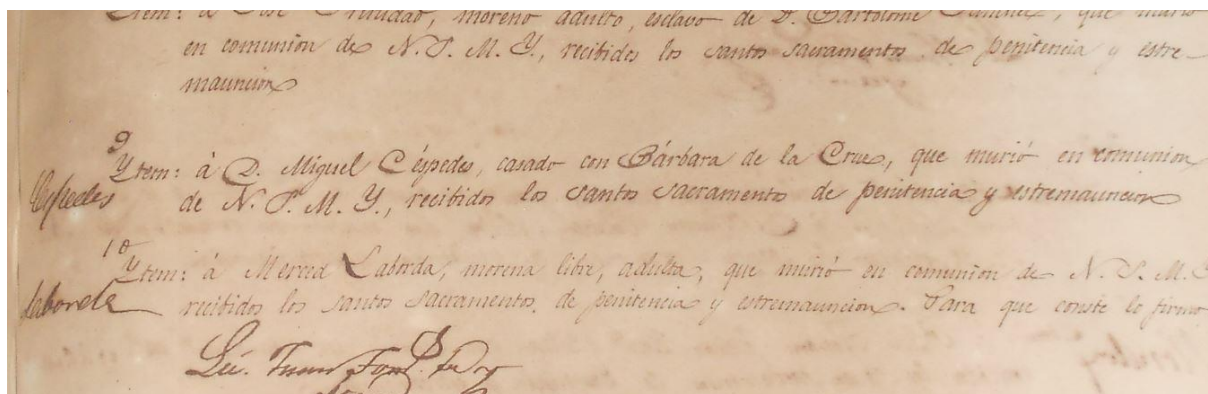 Ytem: à José Trinidad, moreno adulto, esclavo de D. Bartolomé que murió
en comunion de N. S. M. Y., recibidos los santos sacramentos, de penitencia y estre-
mauncion
9
Ytem: à D. Miguel Céspedes, casado con Bárbara de la Cruz, que murió en comunion
Céspedes
de N. S. M. Y., recibidos los santos sacramentos de penitencia y estremauncion
10
Ytem: á Merced Laborda, morena libre, adulta, que murió en comunion de N. S. M.
Laborde
recibidos los santos sacramentos, de penitencia y estremauncion. Para que conste lo firmo
Lic. Juan